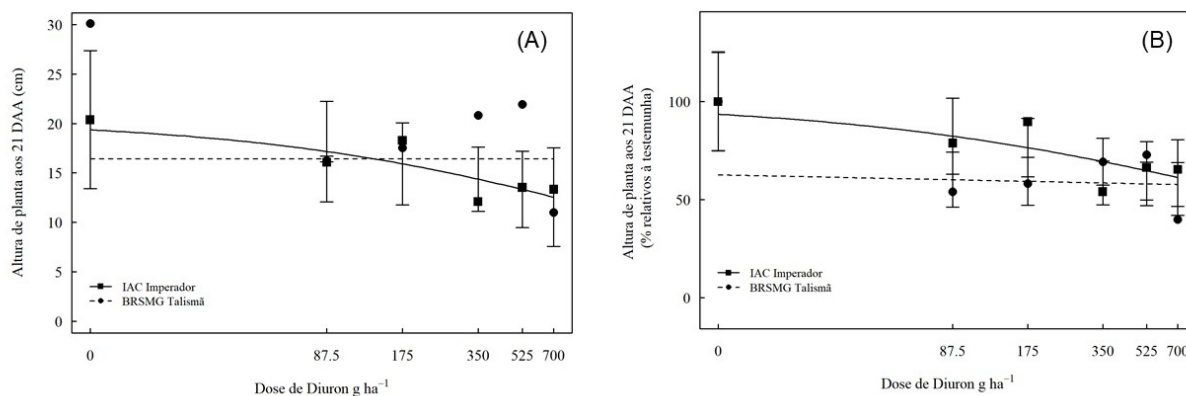 (A)
Altura de planta aos 21 DAA (cm)
30
25
20
15
10
5
0
IAC Imperador
BRSMG Talismã
0 87.5 175 350 525 700
Dose de Diuron g ha⁻¹
(B)
Altura de planta aos 21 DAA
(% relativos à testemunha)
100
50
0
IAC Imperador
BRSMG Talismã
0 87.5 175 350 525 700
Dose de Diuron g ha⁻¹